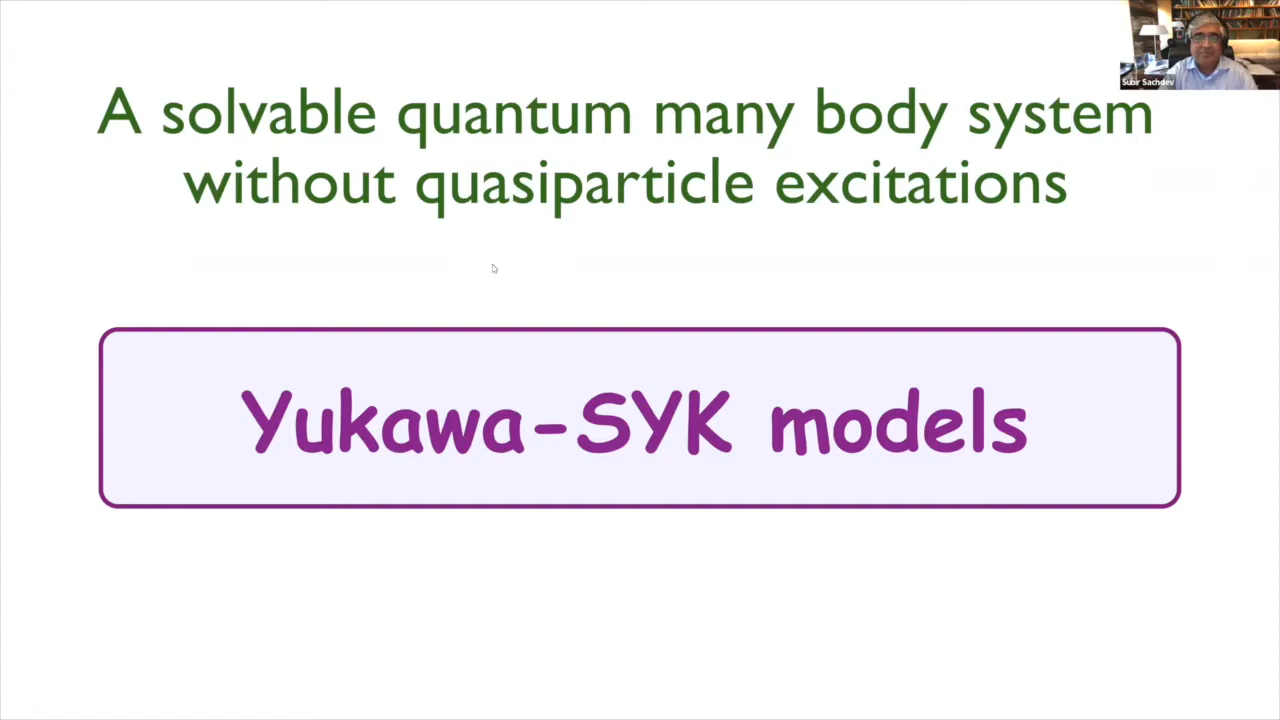 A solvable quantum many body system
without quasiparticle excitations
Yukawa-SYK models
Subir Sachdev